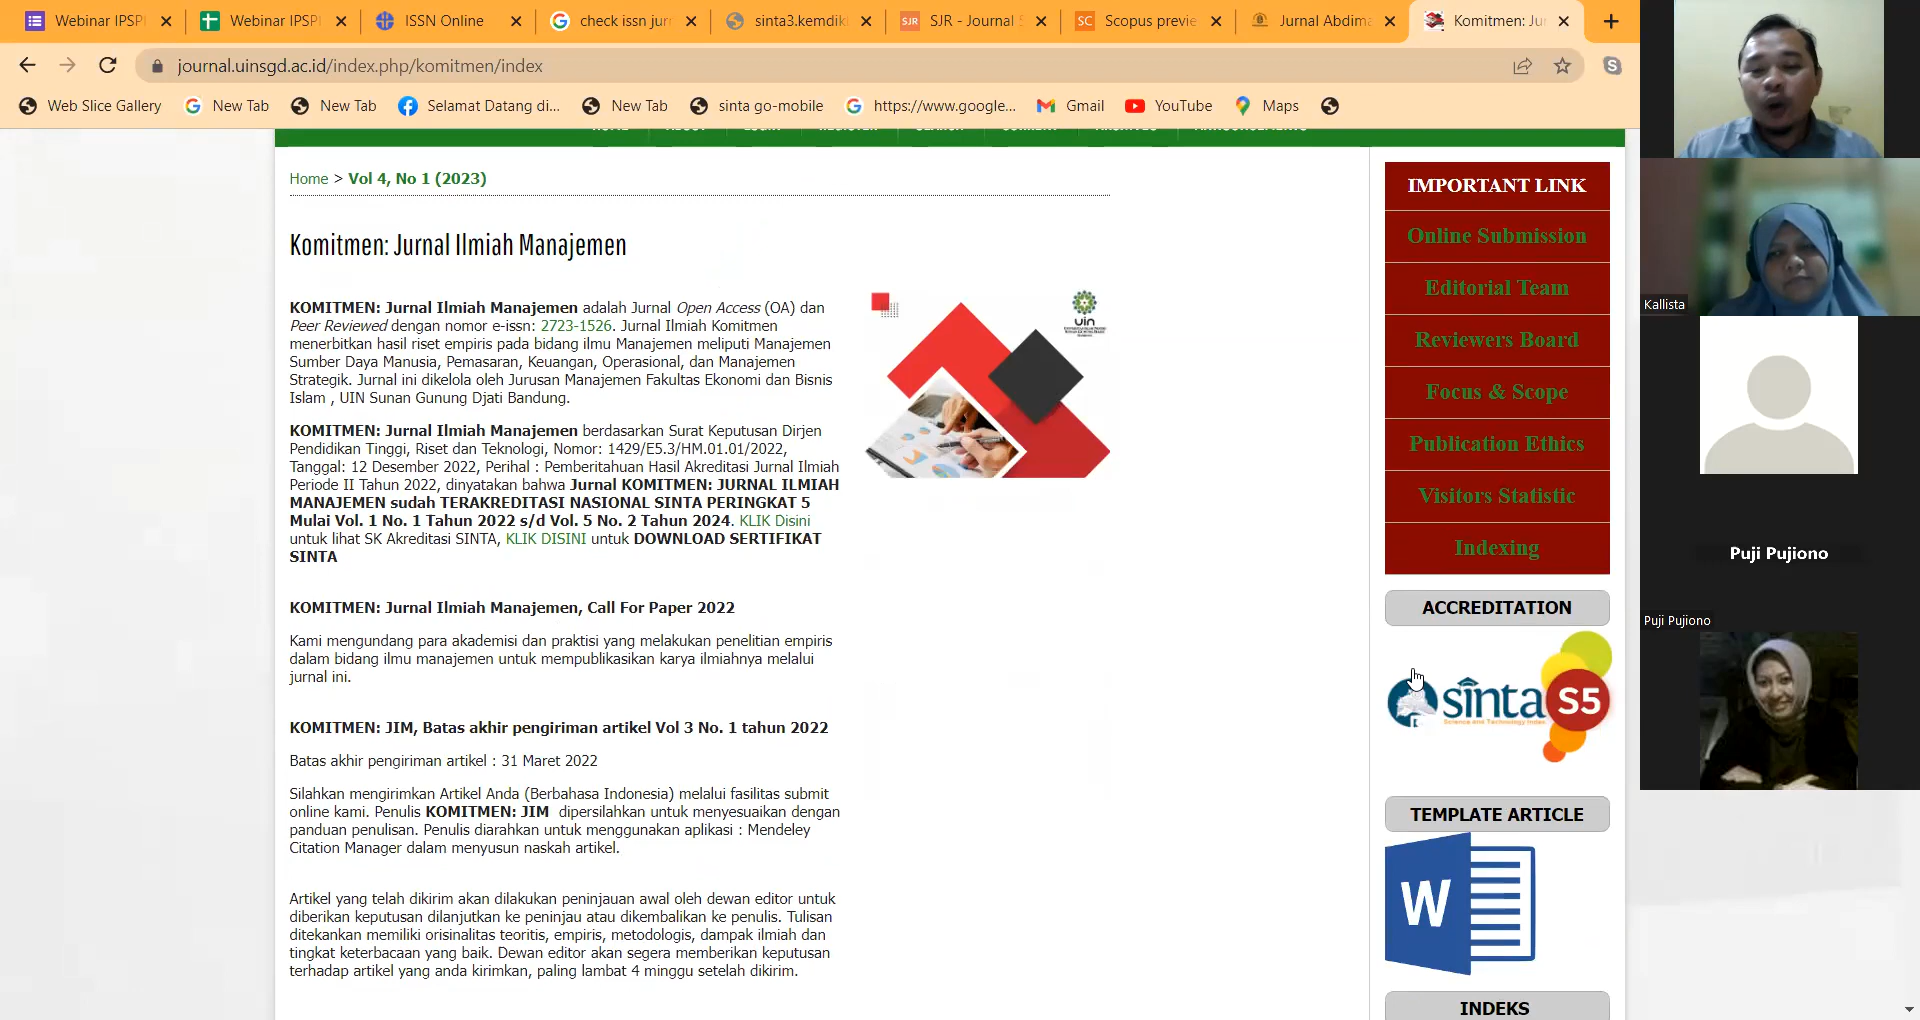 Webinar IPSP
Webinar IPSP
ISSN Online
check issn jur
sinta3.kemdik
SJR - Journal S
Scopus previe
Jurnal Abdima
Komitmen: Ju
journal.uinsgd.ac.id/index.php/komitmen/index
Web Slice Gallery
New Tab
New Tab
Selamat Datang di...
New Tab
sinta go-mobile
https://www.google...
Gmail
YouTube
Maps
HOME ABOUT LOGIN REGISTER SEARCH CURRENT ARCHIVES ANNOUNCEMENTS
Home > Vol 4, No 1 (2023)
Komitmen: Jurnal Ilmiah Manajemen
KOMITMEN: Jurnal Ilmiah Manajemen adalah Jurnal Open Access (OA) dan
Peer Reviewed dengan nomor e-issn: 2723-1526. Jurnal Ilmiah Komitmen
menerbitkan hasil riset empiris pada bidang ilmu Manajemen meliputi Manajemen
Sumber Daya Manusia, Pemasaran, Keuangan, Operasional, dan Manajemen
Strategik. Jurnal ini dikelola oleh Jurusan Manajemen Fakultas Ekonomi dan Bisnis
Islam , UIN Sunan Gunung Djati Bandung.
KOMITMEN: Jurnal Ilmiah Manajemen berdasarkan Surat Keputusan Dirjen
Pendidikan Tinggi, Riset dan Teknologi, Nomor: 1429/E5.3/HM.01.01/2022,
Tanggal: 12 Desember 2022, Perihal : Pemberitahuan Hasil Akreditasi Jurnal Ilmiah
Periode II Tahun 2022, dinyatakan bahwa Jurnal KOMITMEN: JURNAL ILMIAH
MANAJEMEN sudah TERAKREDITASI NASIONAL SINTA PERINGKAT 5
Mulai Vol. 1 No. 1 Tahun 2022 s/d Vol. 5 No. 2 Tahun 2024. KLIK Disini
untuk lihat SK Akreditasi SINTA, KLIK DISINI untuk DOWNLOAD SERTIFIKAT
SINTA
KOMITMEN: Jurnal Ilmiah Manajemen, Call For Paper 2022
Kami mengundang para akademisi dan praktisi yang melakukan penelitian empiris
dalam bidang ilmu manajemen untuk mempublikasikan karya ilmiahnya melalui
jurnal ini.
KOMITMEN: JIM, Batas akhir pengiriman artikel Vol 3 No. 1 tahun 2022
Batas akhir pengiriman artikel : 31 Maret 2022
Silahkan mengirimkan Artikel Anda (Berbahasa Indonesia) melalui fasilitas submit
online kami. Penulis KOMITMEN: JIM dipersilahkan untuk menyesuaikan dengan
panduan penulisan. Penulis diarahkan untuk menggunakan aplikasi : Mendeley
Citation Manager dalam menyusun naskah artikel.
Artikel yang telah dikirim akan dilakukan peninjauan awal oleh dewan editor untuk
diberikan keputusan dilanjutkan ke peninjau atau dikembalikan ke penulis. Tulisan
ditekankan memiliki orisinalitas teoritis, empiris, metodologis, dampak ilmiah dan
tingkat keterbacaan yang baik. Dewan editor akan segera memberikan keputusan
terhadap artikel yang anda kirimkan, paling lambat 4 minggu setelah dikirim.
uin
IMPORTANT LINK
Online Submission
Editorial Team
Reviewers Board
Focus & Scope
Publication Ethics
Visitors Statistic
Indexing
ACCREDITATION
sinta S5
Science and Technology Index
TEMPLATE ARTICLE
W
INDEKS
Kallista
Puji Pujiono
Puji Pujiono